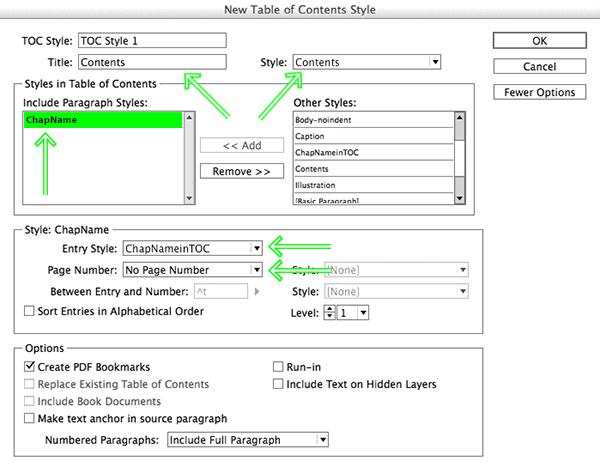 New Table of Contents Style
TOC Style: TOC Style 1
OK
Title: Contents
Style: Contents
Cancel
Styles in Table of Contents
Fewer Options
Include Paragraph Styles:
Other Styles:
ChapName
Body-noindent
Caption
<< Add
ChapNameinTOC
Contents
Remove >>
Illustration
[Basic Paragraph]
Style: ChapName
Entry Style: ChapNameinTOC
Page Number: No Page Number
Style: [None]
Between Entry and Number: ^t
Style: [None]
Sort Entries in Alphabetical Order
Level: 1
Options
Create PDF Bookmarks
Run-in
Replace Existing Table of Contents
Include Text on Hidden Layers
Include Book Documents
Make text anchor in source paragraph
Numbered Paragraphs: Include Full Paragraph